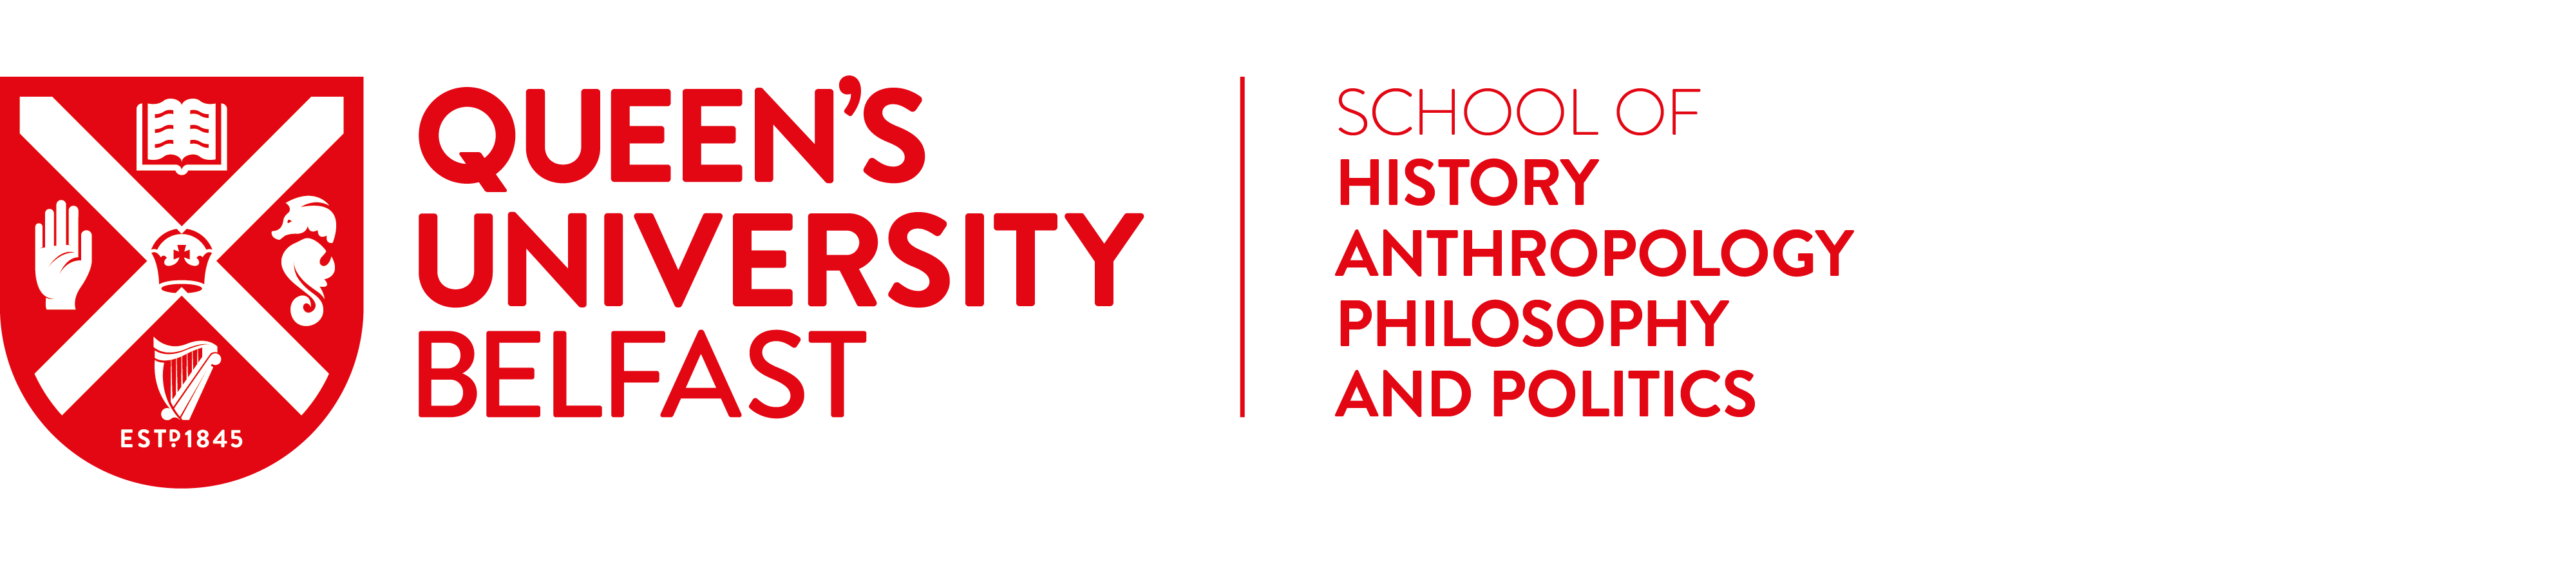 QUEEN'S
UNIVERSITY
BELFAST
ESTD 1845
SCHOOL OF
HISTORY
ANTHROPOLOGY
PHILOSOPHY
AND POLITICS